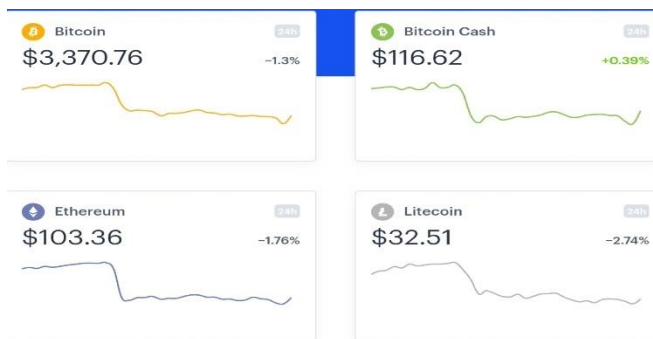 Bitcoin 24h
$3,370.76 −1.3%
Bitcoin Cash 24h
$116.62 +0.39%
Ethereum 24h
$103.36 −1.76%
Litecoin 24h
$32.51 −2.74%